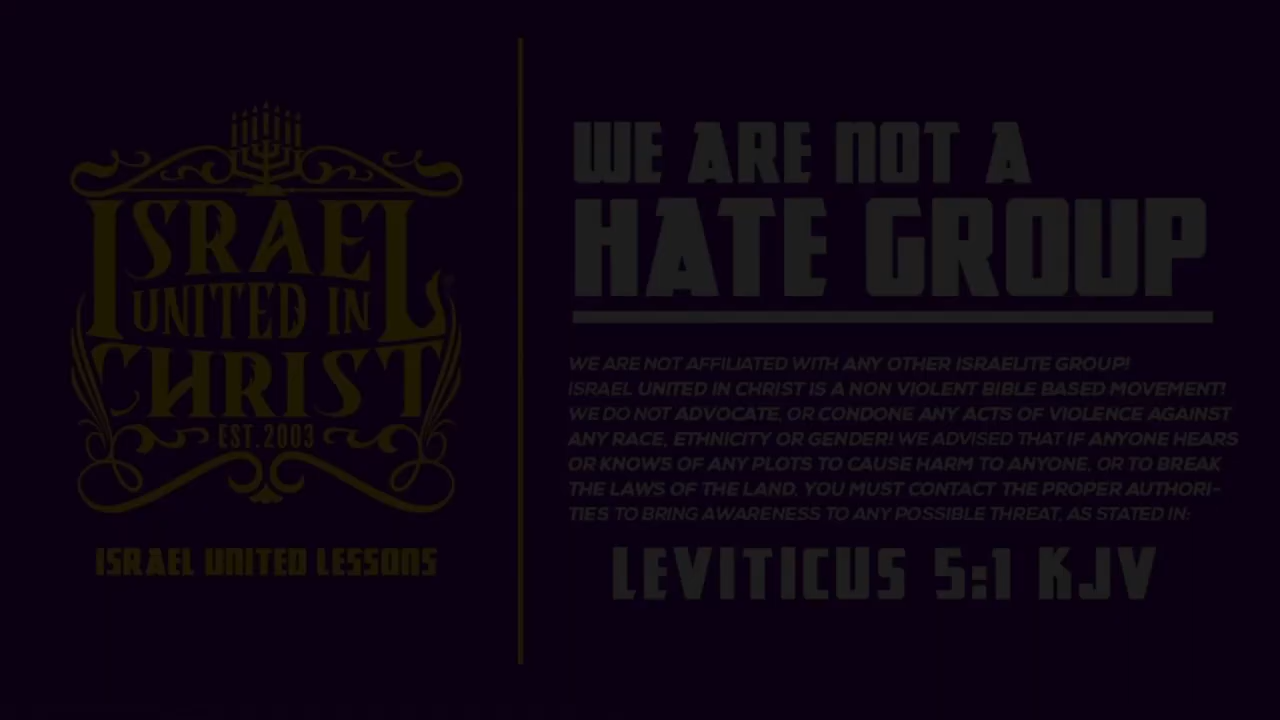 ISRAEL
UNITED IN
CHRIST
EST. 2003
ISRAEL UNITED LESSONS
WE ARE NOT A
HATE GROUP
WE ARE NOT AFFILIATED WITH ANY OTHER ISRAELITE GROUP!
ISRAEL UNITED IN CHRIST IS A NON VIOLENT BIBLE BASED MOVEMENT!
WE DO NOT ADVOCATE, OR CONDONE ANY ACTS OF VIOLENCE AGAINST
ANY RACE, ETHNICITY OR GENDER! WE ADVISED THAT IF ANYONE HEARS
OR KNOWS OF ANY PLOTS TO CAUSE HARM TO ANYONE, OR TO BREAK
THE LAWS OF THE LAND, YOU MUST CONTACT THE PROPER AUTHORI-
TIES TO BRING AWARENESS TO ANY POSSIBLE THREAT, AS STATED IN:
LEVITICUS 5:1 KJV